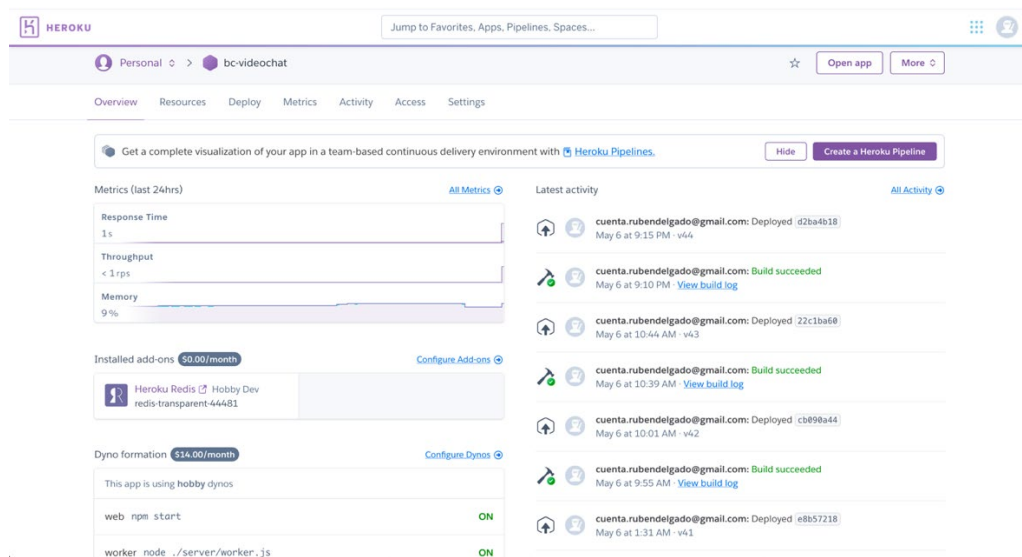 HEROKU
Jump to Favorites, Apps, Pipelines, Spaces...
Personal > bc-videochat
Open app
More
Overview Resources Deploy Metrics Activity Access Settings
Get a complete visualization of your app in a team-based continuous delivery environment with Heroku Pipelines.
Hide
Create a Heroku Pipeline
Metrics (last 24hrs)
All Metrics
Response Time
1 s
Throughput
< 1 rps
Memory
9 %
Installed add-ons $0.00/month
Configure Add-ons
Heroku Redis Hobby Dev
redis-transparent-44481
Dyno formation $14.00/month
Configure Dynos
This app is using hobby dynos
web npm start ON
worker node ./server/worker.js ON
Latest activity
All Activity
cuenta.rubendelgado@gmail.com: Deployed d2ba4b18
May 6 at 9:15 PM · v44
cuenta.rubendelgado@gmail.com: Build succeeded
May 6 at 9:10 PM · View build log
cuenta.rubendelgado@gmail.com: Deployed 22c1ba60
May 6 at 10:44 AM · v43
cuenta.rubendelgado@gmail.com: Build succeeded
May 6 at 10:39 AM · View build log
cuenta.rubendelgado@gmail.com: Deployed cb090a44
May 6 at 10:01 AM · v42
cuenta.rubendelgado@gmail.com: Build succeeded
May 6 at 9:55 AM · View build log
cuenta.rubendelgado@gmail.com: Deployed e8b57218
May 6 at 1:31 AM · v41